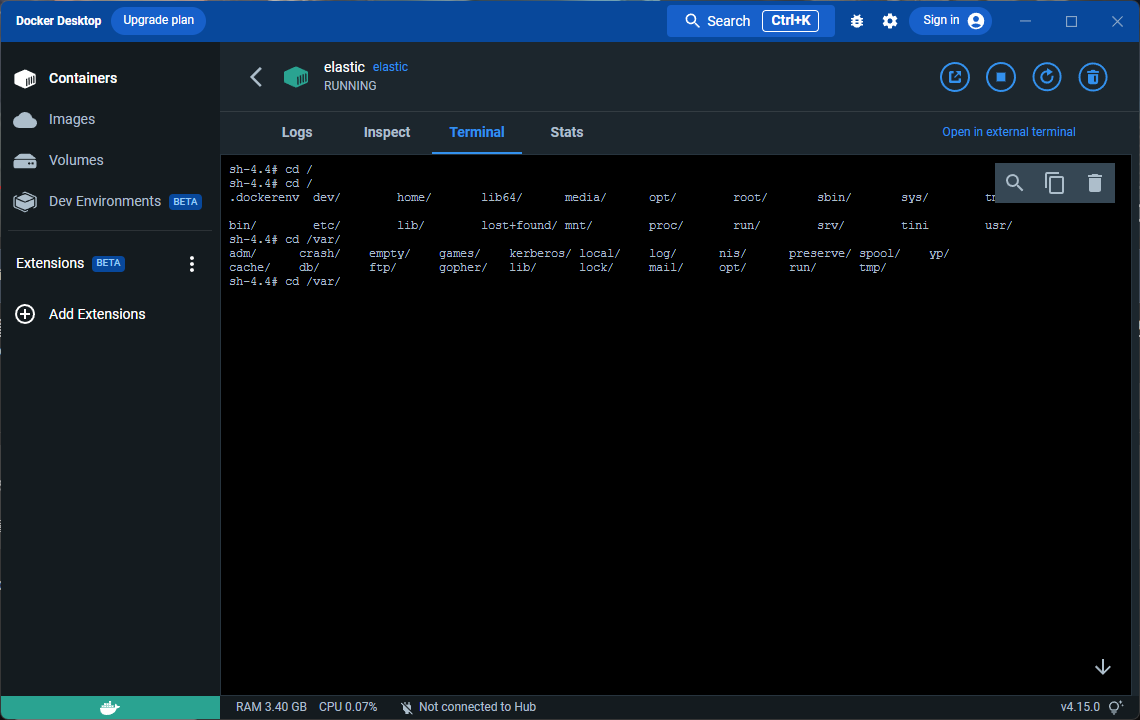 Docker Desktop Upgrade plan Search Ctrl+K Sign in
Containers
Images
Volumes
Dev Environments BETA
Extensions BETA
Add Extensions
elastic elastic
RUNNING
Logs Inspect Terminal Stats Open in external terminal
sh-4.4# cd /
sh-4.4# cd /
.dockerenv dev/ home/ lib64/ media/ opt/ root/ sbin/ sys/
bin/ etc/ lib/ lost+found/ mnt/ proc/ run/ srv/ tini usr/
sh-4.4# cd /var/
adm/ crash/ empty/ games/ kerberos/ local/ log/ nis/ preserve/ spool/ yp/
cache/ db/ ftp/ gopher/ lib/ lock/ mail/ opt/ run/ tmp/
sh-4.4# cd /var/
RAM 3.40 GB CPU 0.07% Not connected to Hub v4.15.0